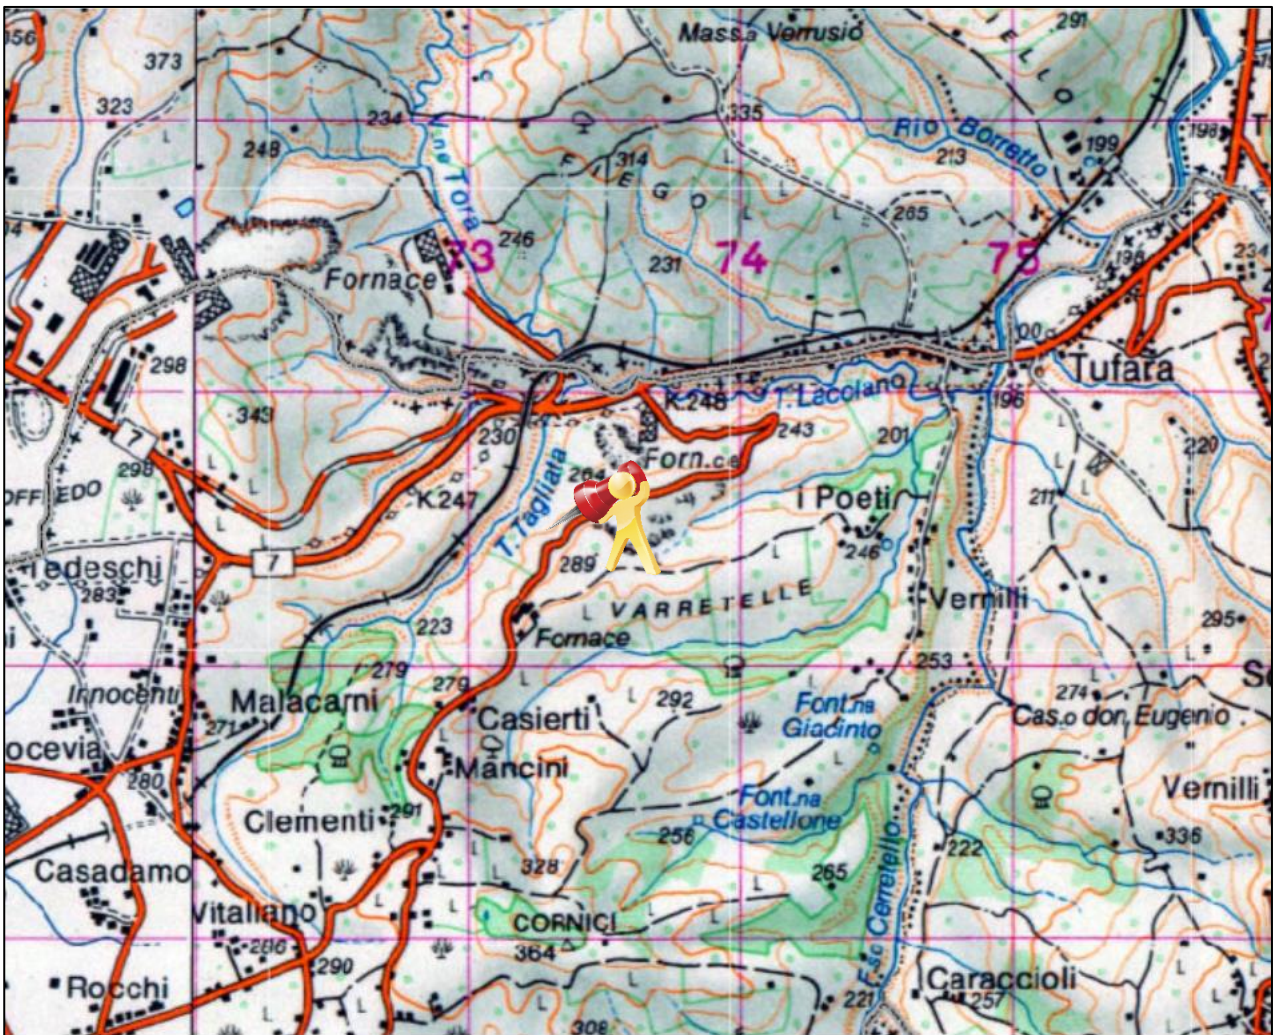 291
Massa Verrusio
356
373
323
335
234
Rio Borretto
199
198
213
248
F I E G O
314
265
246
73
74
75
231
Fornace
298
Tufara
T. Lacciano
K.248
196
343
230
243
201
7
298
264
Forn.ce
K.247
T. Tagliata
I Poeti
211
220
246
289
7
Tedeschi
283
VARRETELLE
Vernilli
223
Fornace
295
253
279
279
Innocenti
Malacarni
292
274
271
Casierti
Font.na
Giacinto
Cas.o don Eugenio
280
Mancini
Vernilli
Font.na
Castellone
Clementi
291
256
222
336
Casadamo
328
265
Vitaliano
CORNICI
364
286
290
Rocchi
Caraccioli
221
257
308